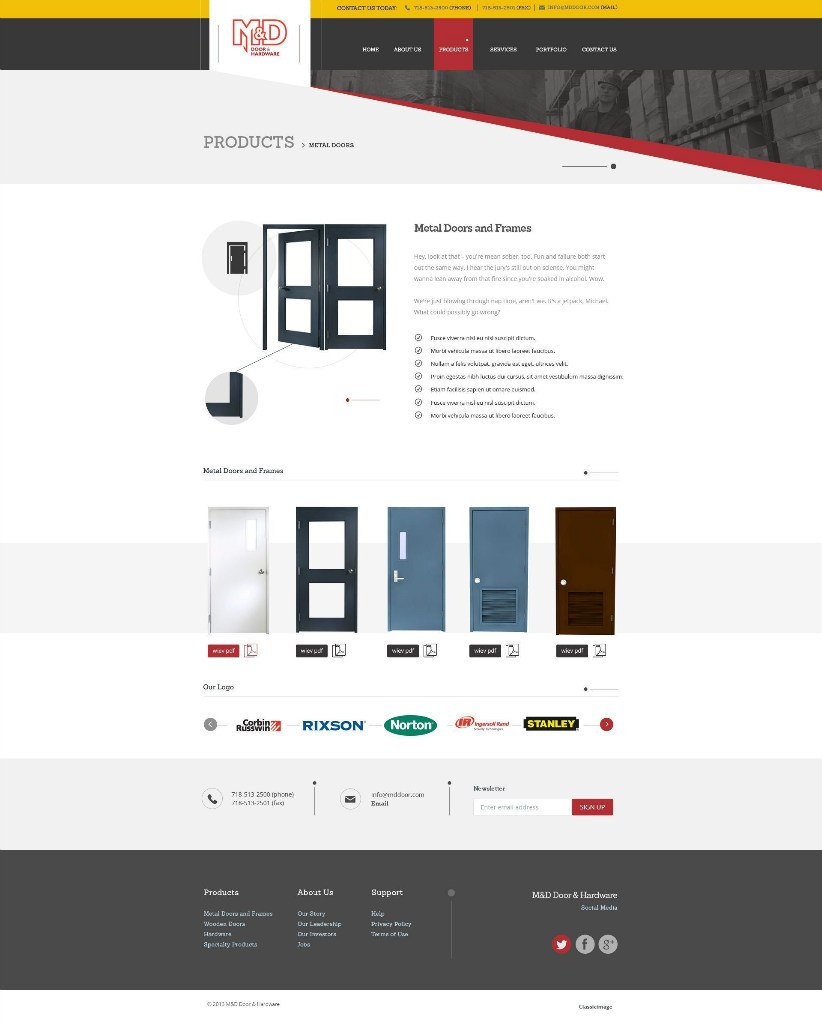 CONTACT US TODAY: 718-513-2500 (PHONE) 718-513-2501 (FAX) INFO@MDDOOR.COM (MAIL)
M&D
DOOR &
HARDWARE
HOME ABOUT US PRODUCTS SERVICES PORTFOLIO CONTACT US
PRODUCTS > METAL DOORS
Metal Doors and Frames
Hey, look at that - you're mean sober, too. Fun and failure both start
out the same way. I hear the jury's still out on science. You might
wanna lean away from that fire since you're soaked in alcohol. Wow.
We're just blowing through nap time, aren't we. It's a jetpack, Michael.
What could possibly go wrong?
Fusce viverra nisl eu nisl suscipit dictum.
Morbi vehicula massa ut libero laoreet faucibus.
Nullam a felis volutpat, gravida est eget, ultrices velit.
Proin egestas nibh luctus dui cursus, sit amet vestibulum massa dignissim.
Etiam facilisis sapien ut ornare euismod.
Fusce viverra nisl eu nisl suscipit dictum.
Morbi vehicula massa ut libero laoreet faucibus.
Metal Doors and Frames
wiev pdf wiev pdf wiev pdf wiev pdf wiev pdf
Our Logo
Corbin
Russwin
RIXSON
Norton
IR Ingersoll Rand
Security Technologies
STANLEY
718-513-2500 (phone)
718-513-2501 (fax)
info@mddoor.com
Email
Newsletter
Enter email address SIGN UP
Products
Metal Doors and Frames
Wooden Doors
Hardware
Specialty Products
About Us
Our Story
Our Leadership
Our Investors
Jobs
Support
Help
Privacy Policy
Terms of Use
M&D Door & Hardware
Social Media
© 2013 M&D Door & Hardware
Classicimage